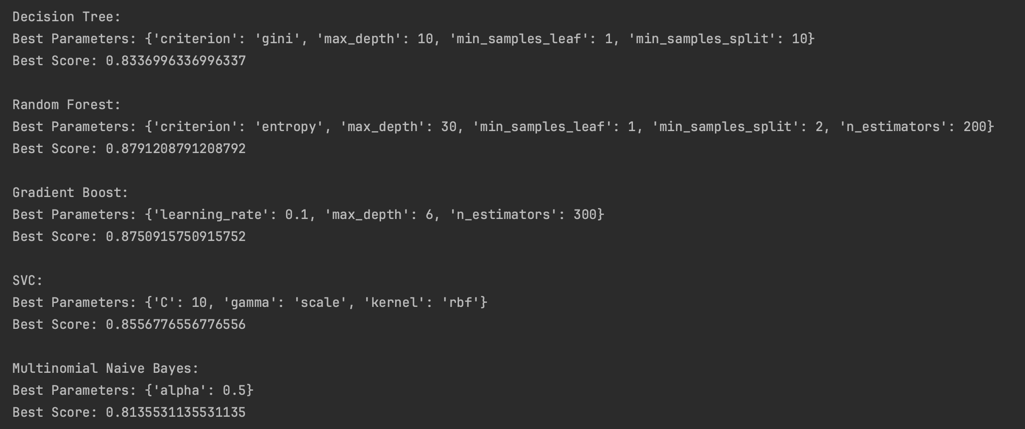 Decision Tree:
Best Parameters: {'criterion': 'gini', 'max_depth': 10, 'min_samples_leaf': 1, 'min_samples_split': 10}
Best Score: 0.8336996336996337
Random Forest:
Best Parameters: {'criterion': 'entropy', 'max_depth': 30, 'min_samples_leaf': 1, 'min_samples_split': 2, 'n_estimators': 200}
Best Score: 0.8791208791208792
Gradient Boost:
Best Parameters: {'learning_rate': 0.1, 'max_depth': 6, 'n_estimators': 300}
Best Score: 0.8750915750915752
SVC:
Best Parameters: {'C': 10, 'gamma': 'scale', 'kernel': 'rbf'}
Best Score: 0.8556776556776556
Multinomial Naive Bayes:
Best Parameters: {'alpha': 0.5}
Best Score: 0.8135531135531135